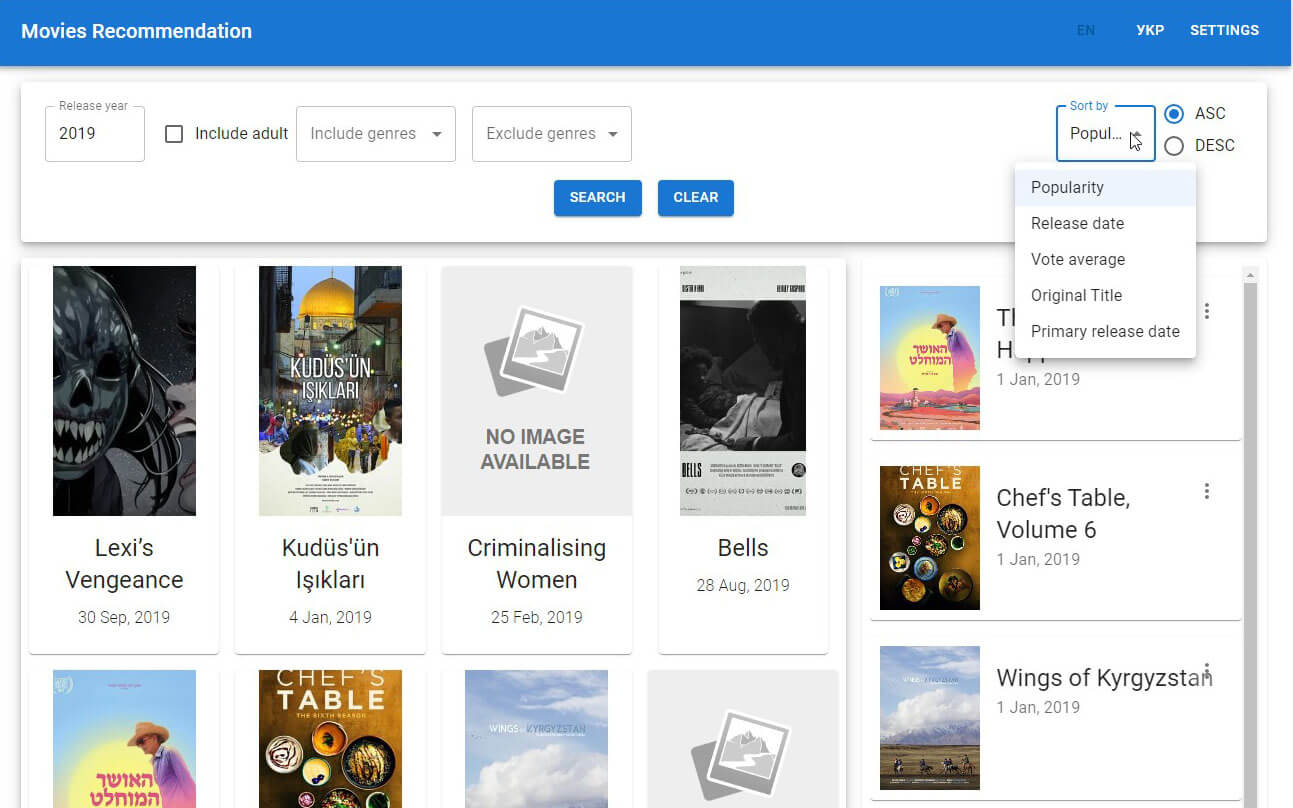 Movies Recommendation
EN
УКР
SETTINGS
Release year
2019
Include adult
Include genres
Exclude genres
Sort by
Popul...
ASC
DESC
SEARCH
CLEAR
Popularity
Release date
Vote average
Original Title
Primary release date
KUDÜS'ÜN
IŞIKLARI
NO IMAGE
AVAILABLE
BELLS
Lexi’s
Vengeance
30 Sep, 2019
Kudüs'ün
Işıkları
4 Jan, 2019
Criminalising
Women
25 Feb, 2019
Bells
28 Aug, 2019
האושר
המוחלט
1 Jan, 2019
CHEF'S
TABLE
Chef's Table,
Volume 6
1 Jan, 2019
Wings of Kyrgyzstan
1 Jan, 2019
האושר
המוחלט
CHEF'S
TABLE
THE SIXTH SEASON
WINGS of KYRGYZSTAN